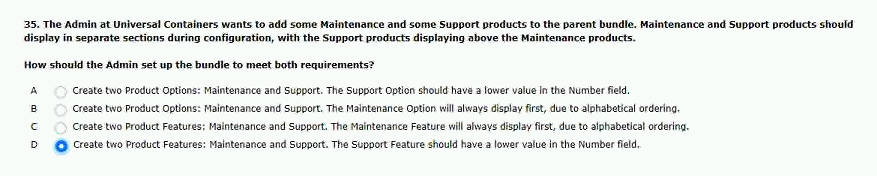 35. The Admin at Universal Containers wants to add some Maintenance and some Support products to the parent bundle. Maintenance and Support products should
display in separate sections during configuration, with the Support products displaying above the Maintenance products.
How should the Admin set up the bundle to meet both requirements?
A Create two Product Options: Maintenance and Support. The Support Option should have a lower value in the Number field.
B Create two Product Options: Maintenance and Support. The Maintenance Option will always display first, due to alphabetical ordering.
C Create two Product Features: Maintenance and Support. The Maintenance Feature will always display first, due to alphabetical ordering.
D Create two Product Features: Maintenance and Support. The Support Feature should have a lower value in the Number field.